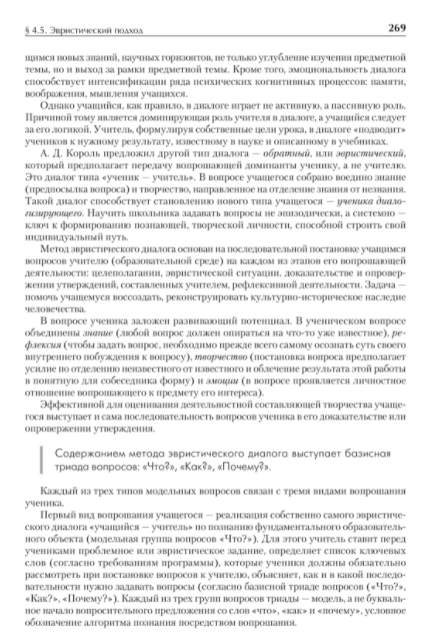 § 4.5. Эвристический подход 269
щимся новых знаний, научных горизонтов, не только углубление изучения предметной
темы, но и выход за рамки предметной темы. Кроме того, эмоциональность диалога
способствует интенсификации ряда психических когнитивных процессов: памяти,
воображения, мышления учащихся.
Однако учащийся, как правило, в диалоге играет не активную, а пассивную роль.
Причиной тому является доминирующая роль учителя в диалоге, а учащийся следует
за его логикой. Учитель, формулируя собственные цели урока, в диалоге «подводит»
учеников к нужному результату, известному в науке и описанному в учебниках.
А. Д. Король предложил другой тип диалога — обратный, или эвристический,
который предполагает передачу вопрошающей доминанты ученику, а не учителю.
Это диалог типа «ученик — учитель». В вопросе учащегося собрано воедино знание
(предпосылка вопроса) и творчество, направленное на отделение знания от незнания.
Такой диалог способствует становлению нового типа учащегося — ученика диало-
гизирующего. Научить школьника задавать вопросы не эпизодически, а системно —
ключ к формированию познающей, творческой личности, способной строить свой
индивидуальный путь.
Метод эвристического диалога основан на последовательной постановке учащимся
вопросов учителю (образовательной среде) на каждом из этапов его вопрошающей
деятельности: целеполагании, эвристической ситуации, доказательстве и опровер-
жении утверждений, составленных учителем, рефлексивной деятельности. Задача —
помочь учащемуся воссоздать, реконструировать культурно-историческое наследие
человечества.
В вопросе ученика заложен развивающий потенциал. В ученическом вопросе
объединены знание (любой вопрос должен опираться на что-то уже известное), ре-
флексия (чтобы задать вопрос, необходимо прежде всего самому осознать суть своего
внутреннего побуждения к вопросу), творчество (постановка вопроса предполагает
усилие по отделению неизвестного от известного и облечение результата этой работы
в понятную для собеседника форму) и эмоции (в вопросе проявляется личностное
отношение вопрошающего к предмету его интереса).
Эффективной для оценивания деятельностной составляющей творчества учаще-
гося выступает и сама последовательность вопросов ученика в его доказательстве или
опровержении утверждения.
Содержанием метода эвристического диалога выступает базисная
триада вопросов: «Что?», «Как?», «Почему?».
Каждый из трех типов модельных вопросов связан с тремя видами вопрошания
ученика.
Первый вид вопрошания учащегося — реализация собственно самого эвристиче-
ского диалога «учащийся — учитель» по познанию фундаментального образователь-
ного объекта (модельная группа вопросов «Что?»). Для этого учитель ставит перед
учениками проблемное или эвристическое задание, определяет список ключевых
слов (согласно требованиям программы), которые ученики должны обязательно
рассмотреть при постановке вопросов к учителю, объясняет, как и в какой последо-
вательности нужно задавать вопросы (согласно базисной триаде вопросов («Что?»,
«Как?», «Почему?»). Каждый из трех групп вопросов триады — модель, а не букваль-
ное начало вопросительного предложения со слов «что», «как» и «почему», условное
обозначение алгоритма познания посредством вопрошания.